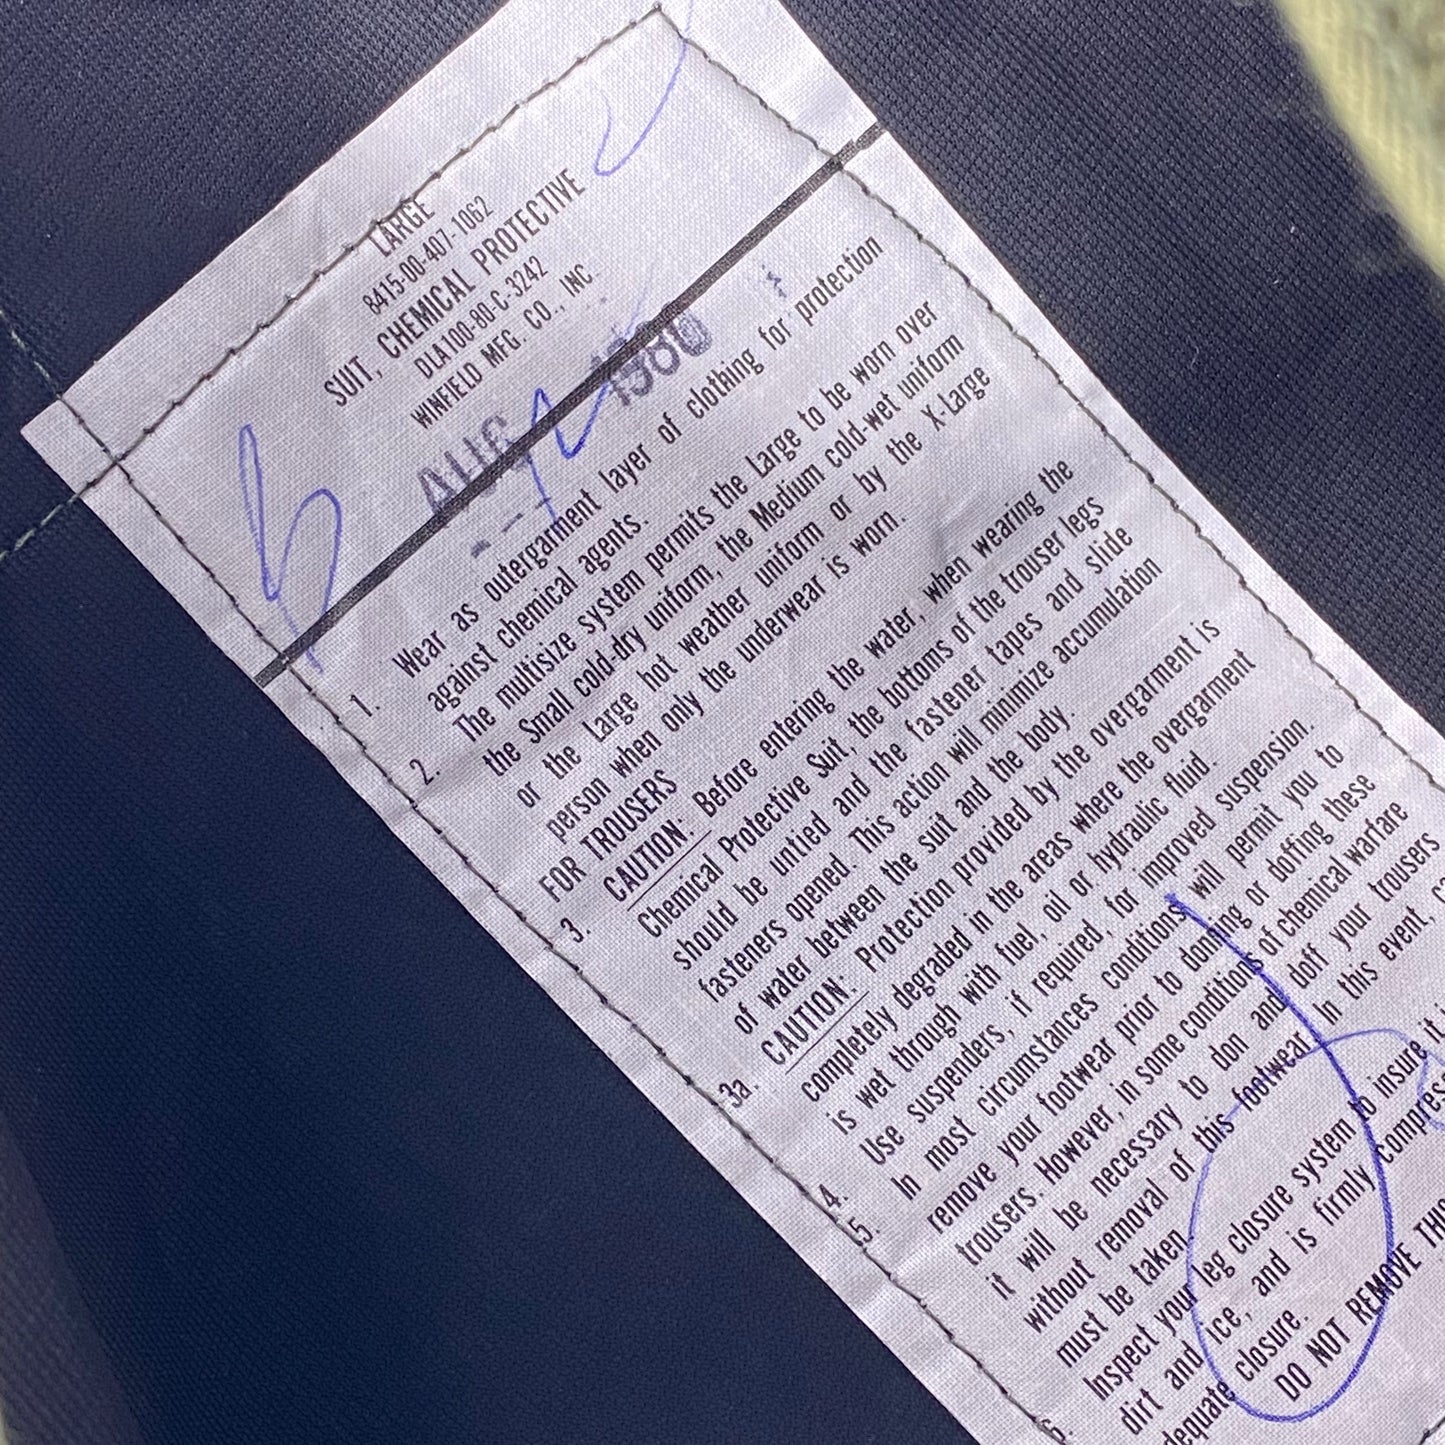 LARGE
8415-00-407-1062
SUIT, CHEMICAL PROTECTIVE
DLA100-80-C-3242
WINFIELD MFG. CO., INC.
AUG 1980
1. Wear as outergarment layer of clothing for protection
against chemical agents.
2. The multisize system permits the Large to be worn over
the Small cold-dry uniform, the Medium cold-wet uniform
or the Large hot weather uniform or by the X-Large
person when only the underwear is worn.
FOR TROUSERS
3. CAUTION: Before entering the water, when wearing the
Chemical Protective Suit, the bottoms of the trouser legs
should be untied and the fastener tapes and slide
fasteners opened. This action will minimize accumulation
of water between the suit and the body.
3a. CAUTION: Protection provided by the overgarment is
completely degraded in the areas where the overgarment
is wet through with fuel, oil or hydraulic fluid.
4. Use suspenders, if required, for improved suspension.
5. In most circumstances conditions will permit you to
remove your footwear prior to donning or doffing these
trousers. However, in some conditions of chemical warfare
it will be necessary to don and doff your trousers
without removal of this footwear. In this event,
must be taken
6. Inspect your leg closure system to insure it
dirt and ice, and is firmly
adequate closure.
DO NOT REMOVE